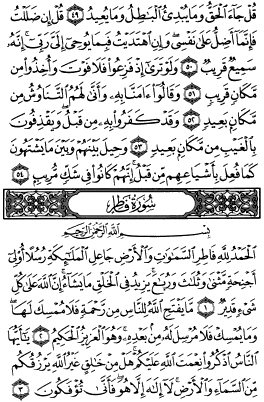 قُلْ جَآءَ ٱلْحَقُّ وَمَا يُبْدِئُ ٱلْبَٰطِلُ وَمَا يُعِيدُ ٤٩ قُلْ إِن ضَلَلْتُ
فَإِنَّمَآ أَضِلُّ عَلَىٰ نَفْسِى وَإِنِ ٱهْتَدَيْتُ فَبِمَا يُوحِىٓ إِلَىَّ رَبِّىٓ إِنَّهُۥ
سَمِيعٌ قَرِيبٌ ٥٠ وَلَوْ تَرَىٰٓ إِذْ فَزِعُوا۟ فَلَا فَوْتَ وَأُخِذُوا۟ مِن
مَّكَانٍ قَرِيبٍ ٥١ وَقَالُوٓا۟ ءَامَنَّا بِهِۦ وَأَنَّىٰ لَهُمُ ٱلتَّنَاوُشُ مِن
مَّكَانٍۭ بَعِيدٍ ٥٢ وَقَدْ كَفَرُوا۟ بِهِۦ مِن قَبْلُ وَيَقْذِفُونَ
بِٱلْغَيْبِ مِن مَّكَانٍۭ بَعِيدٍ ٥٣ وَحِيلَ بَيْنَهُمْ وَبَيْنَ مَا يَشْتَهُونَ
كَمَا فُعِلَ بِأَشْيَاعِهِم مِّن قَبْلُ إِنَّهُمْ كَانُوا۟ فِى شَكٍّ مُّرِيبٍۭ ٥٤
سُورَةُ فَاطِرٍ
بِسْمِ ٱللَّهِ ٱلرَّحْمَٰنِ ٱلرَّحِيمِ
ٱلْحَمْدُ لِلَّهِ فَاطِرِ ٱلسَّمَٰوَٰتِ وَٱلْأَرْضِ جَاعِلِ ٱلْمَلَٰٓئِكَةِ رُسُلًا أُو۟لِىٓ
أَجْنِحَةٍ مَّثْنَىٰ وَثُلَٰثَ وَرُبَٰعَ يَزِيدُ فِى ٱلْخَلْقِ مَا يَشَآءُ إِنَّ ٱللَّهَ عَلَىٰ كُلِّ
شَىْءٍ قَدِيرٌ ١ مَّا يَفْتَحِ ٱللَّهُ لِلنَّاسِ مِن رَّحْمَةٍ فَلَا مُمْسِكَ لَهَا
وَمَا يُمْسِكْ فَلَا مُرْسِلَ لَهُۥ مِنۢ بَعْدِهِۦ وَهُوَ ٱلْعَزِيزُ ٱلْحَكِيمُ ٢ يَٰٓأَيُّهَا
ٱلنَّاسُ ٱذْكُرُوا۟ نِعْمَتَ ٱللَّهِ عَلَيْكُمْ هَلْ مِنْ خَٰلِقٍ غَيْرُ ٱللَّهِ يَرْزُقُكُم
مِّنَ ٱلسَّمَآءِ وَٱلْأَرْضِ لَآ إِلَٰهَ إِلَّا هُوَ فَأَنَّىٰ تُؤْفَكُونَ ٣